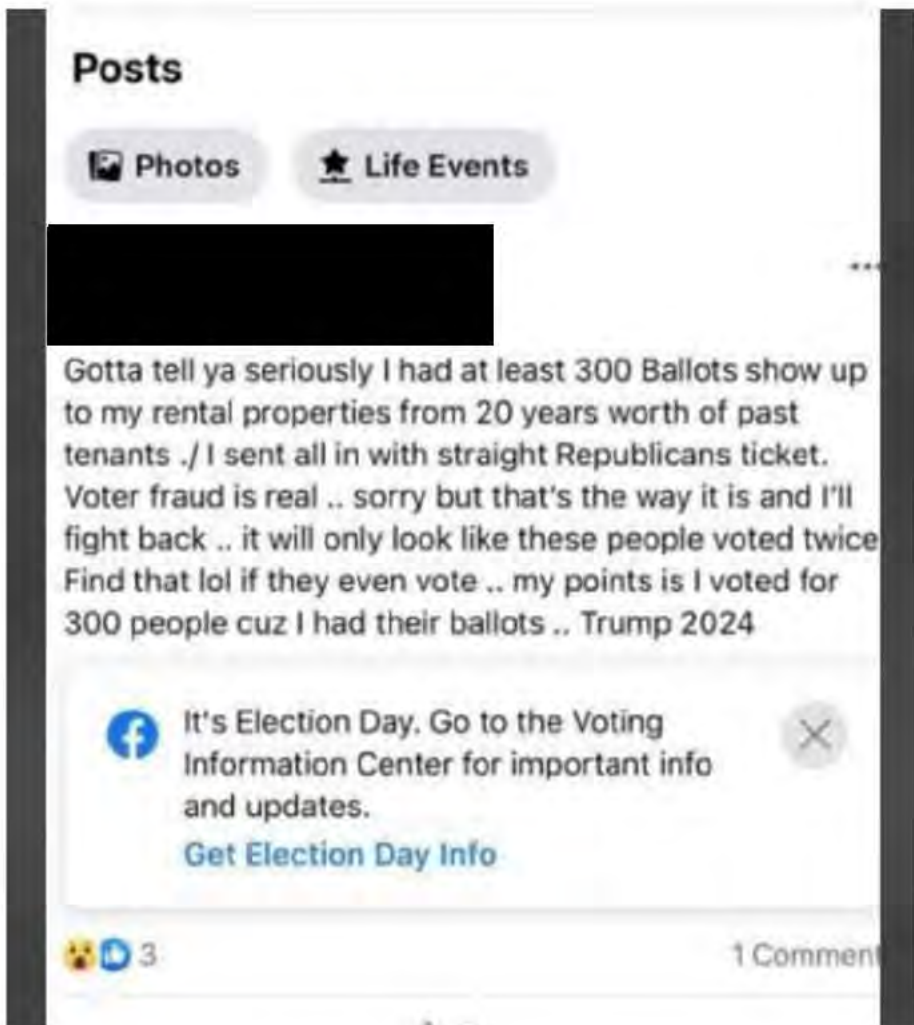 Posts
Photos
Life Events
Gotta tell ya seriously I had at least 300 Ballots show up
to my rental properties from 20 years worth of past
tenants ./ I sent all in with straight Republicans ticket.
Voter fraud is real .. sorry but that's the way it is and I'll
fight back .. it will only look like these people voted twice
Find that lol if they even vote .. my points is I voted for
300 people cuz I had their ballots .. Trump 2024
It's Election Day. Go to the Voting
Information Center for important info
and updates.
Get Election Day Info
3
1 Comment